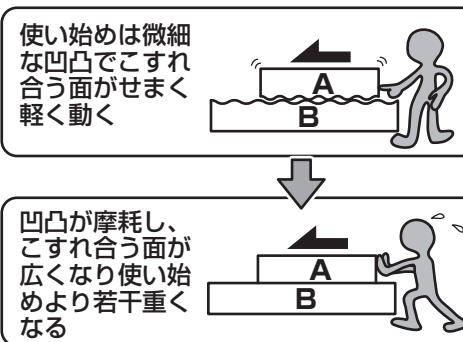 使い始めは微細
な凹凸でこすれ
合う面がせまく
軽く動く
A
B
凹凸が摩耗し、
こすれ合う面が
広くなり使い始
めより若干重く
なる
A
B